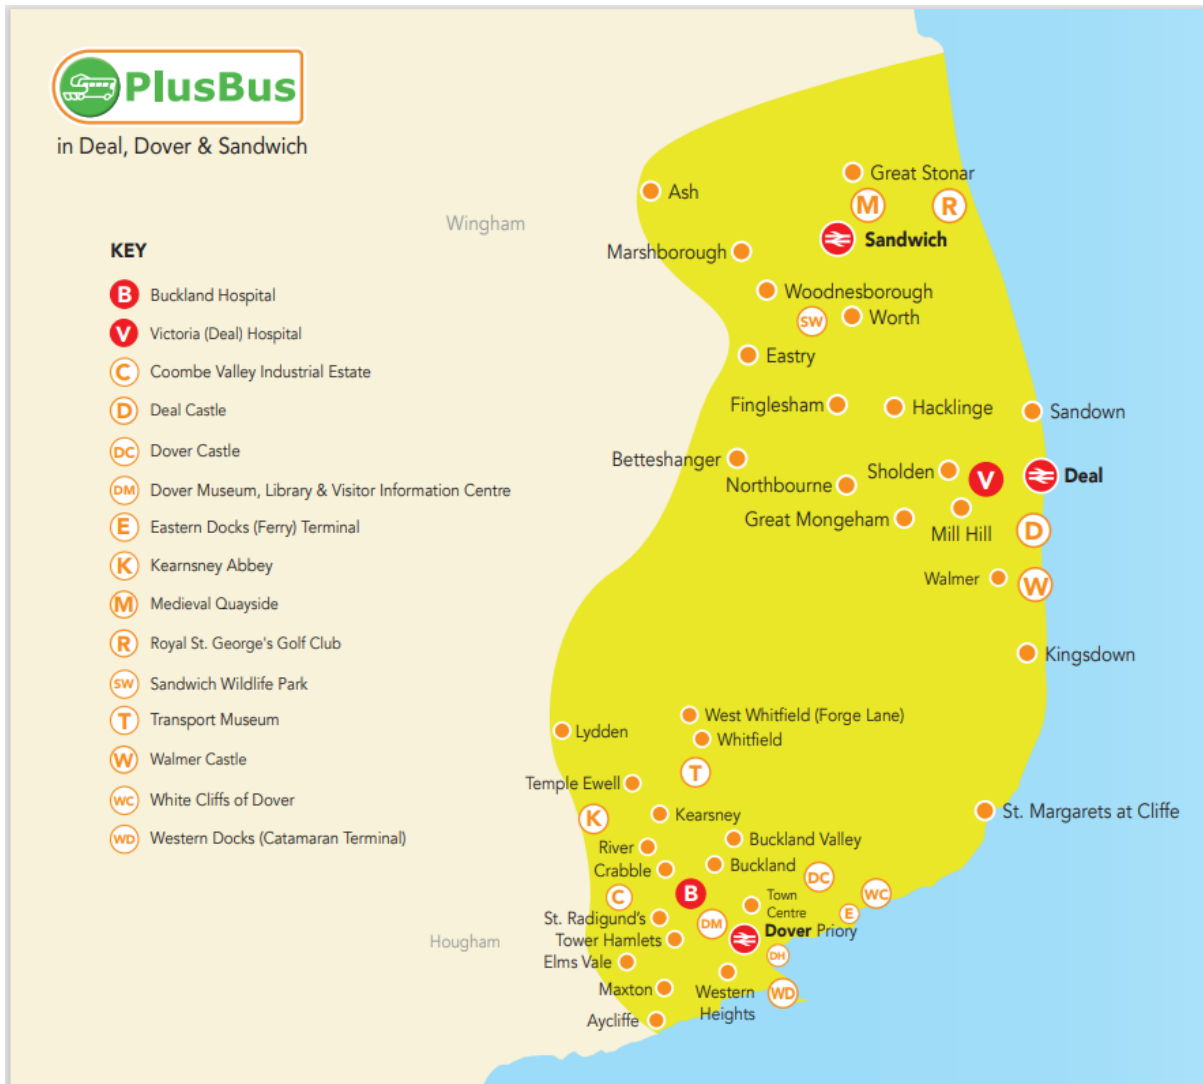 PlusBus
in Deal, Dover & Sandwich
KEY
B Buckland Hospital
V Victoria (Deal) Hospital
C Coombe Valley Industrial Estate
D Deal Castle
DC Dover Castle
DM Dover Museum, Library & Visitor Information Centre
E Eastern Docks (Ferry) Terminal
K Kearnsney Abbey
M Medieval Quayside
R Royal St. George's Golf Club
SW Sandwich Wildlife Park
T Transport Museum
W Walmer Castle
WC White Cliffs of Dover
WD Western Docks (Catamaran Terminal)
Wingham
Hougham
Great Stonar
Ash
M
R
Sandwich
Marshborough
Woodnesborough
SW
Worth
Eastry
Finglesham
Hacklinge
Sandown
Betteshanger
Sholden
V
Deal
Northbourne
Great Mongeham
Mill Hill
D
Walmer
W
Kingsdown
West Whitfield (Forge Lane)
Lydden
Whitfield
T
Temple Ewell
K
Kearsney
St. Margarets at Cliffe
River
Buckland Valley
Crabble
Buckland
DC
C
B
WC
Town
Centre
E
St. Radigund's
DM
Dover Priory
Tower Hamlets
DH
Elms Vale
Maxton
Western
Heights
WD
Aycliffe